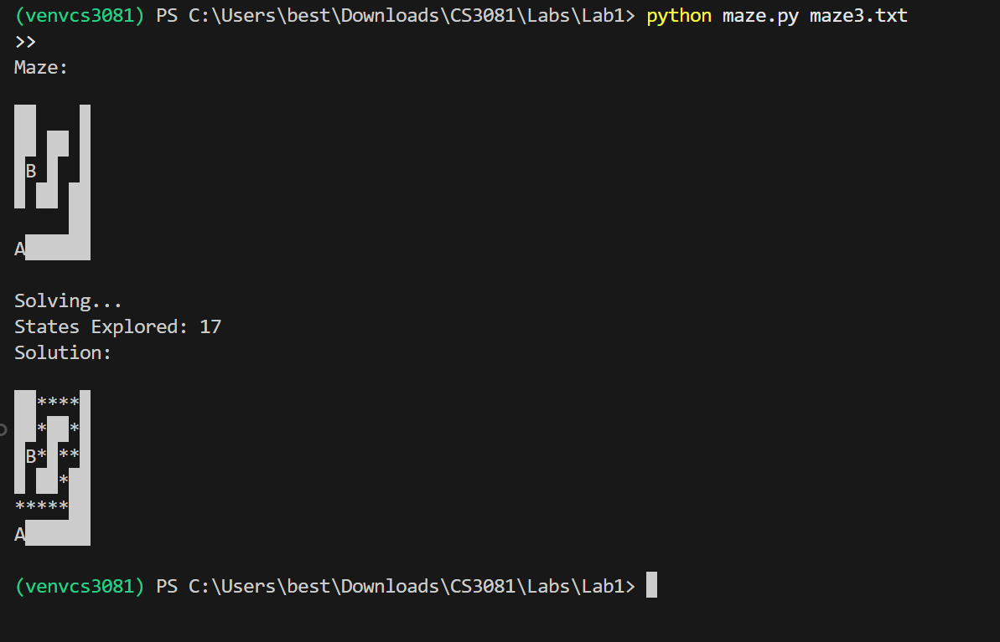 (venvcs3081) PS C:\Users\best\Downloads\CS3081\Labs\Lab1> python maze.py maze3.txt
>>
Maze:
██    █
██ ██ █
█B █  █
█ ██ ██
     ██
A██████
Solving...
States Explored: 17
Solution:
██****█
██*██*█
█B*█**█
█ ██*██
*****██
A██████
(venvcs3081) PS C:\Users\best\Downloads\CS3081\Labs\Lab1>